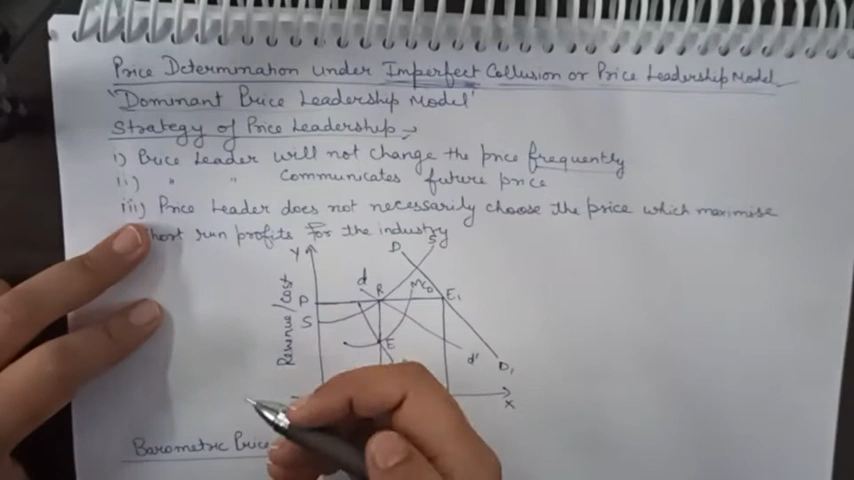 Price Determination under Imperfect Collusion or Price Leadership Model
'Dominant Price Leadership Model'
Strategy of Price Leadership →
i) Price Leader will not change the price frequently
ii) " " communicates future price
iii) Price Leader does not necessarily choose the price which maximise
short run profits for the industry
Y D S
d R MCD E1
P
S
Revenue/cost
E
d' D1
X
Barometric Price